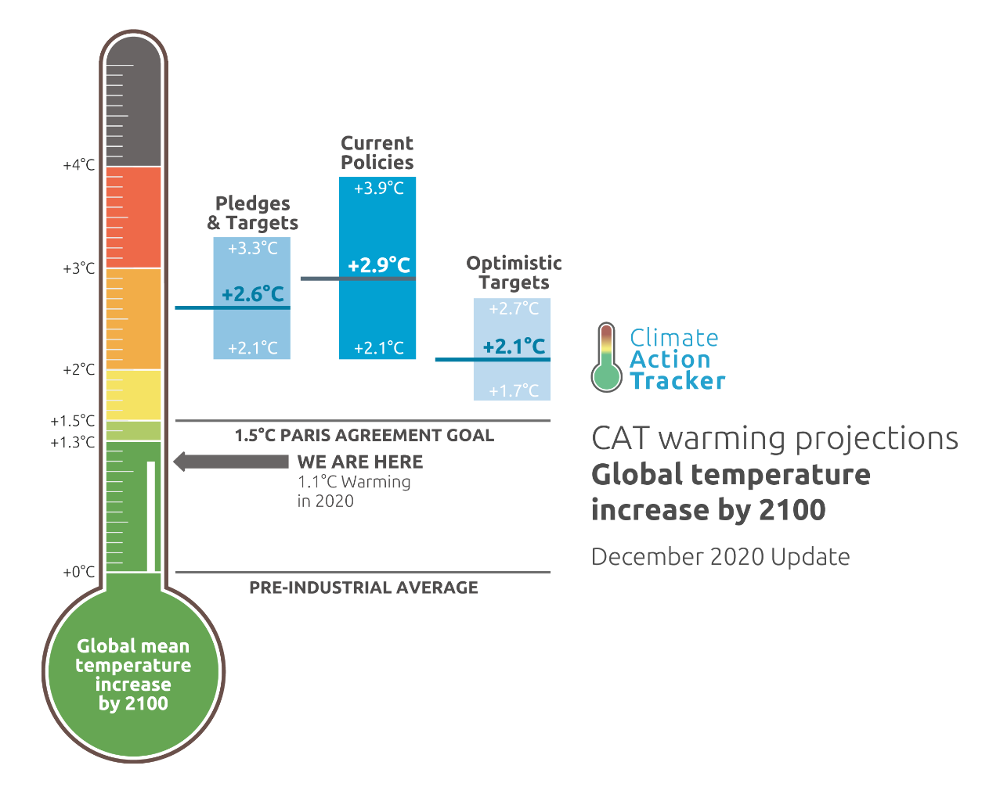 +4°C
+3°C
+2°C
+1.5°C
+1.3°C
+0°C
Global mean
temperature
increase
by 2100
Pledges
& Targets
+3.3°C
+2.6°C
+2.1°C
Current
Policies
+3.9°C
+2.9°C
+2.1°C
Optimistic
Targets
+2.7°C
+2.1°C
+1.7°C
1.5°C PARIS AGREEMENT GOAL
WE ARE HERE
1.1°C Warming
in 2020
PRE-INDUSTRIAL AVERAGE
Climate
Action
Tracker
CAT warming projections
Global temperature
increase by 2100
December 2020 Update